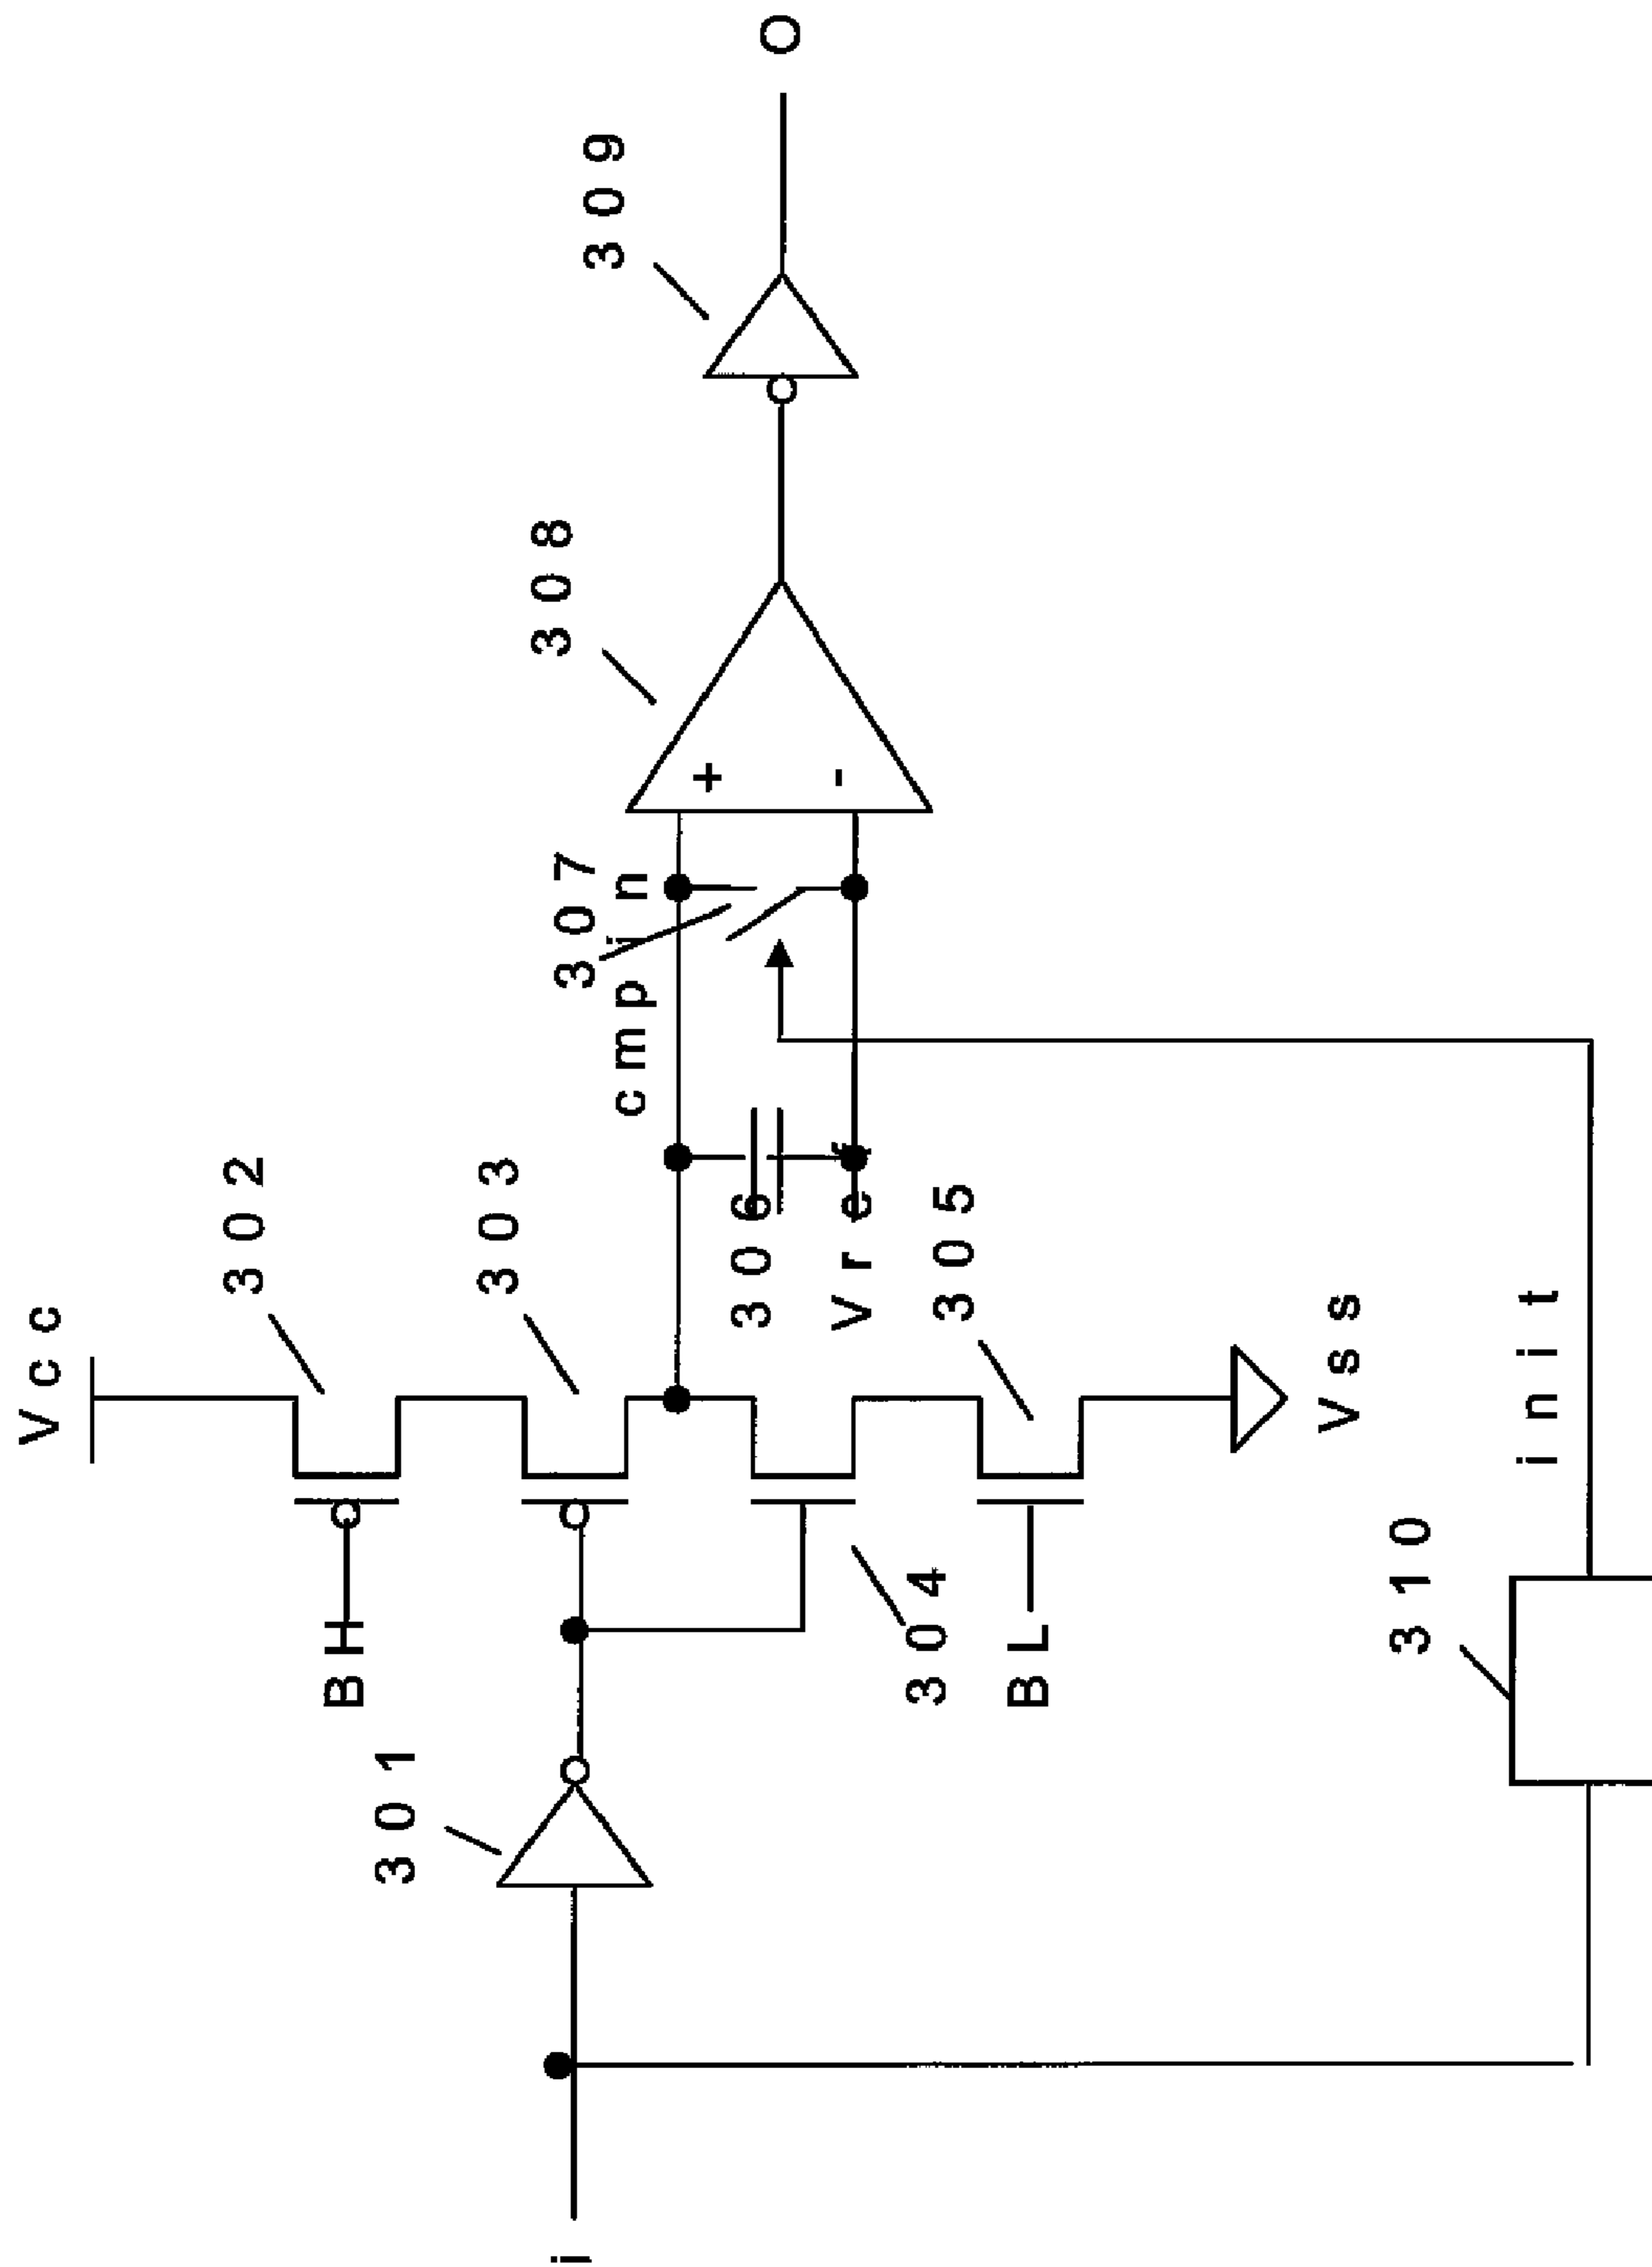 Vcc
302
BH
303
301
i
cmpin
307
308
+
-
309
O
306
Vref
304
305
BL
Vss
310
init